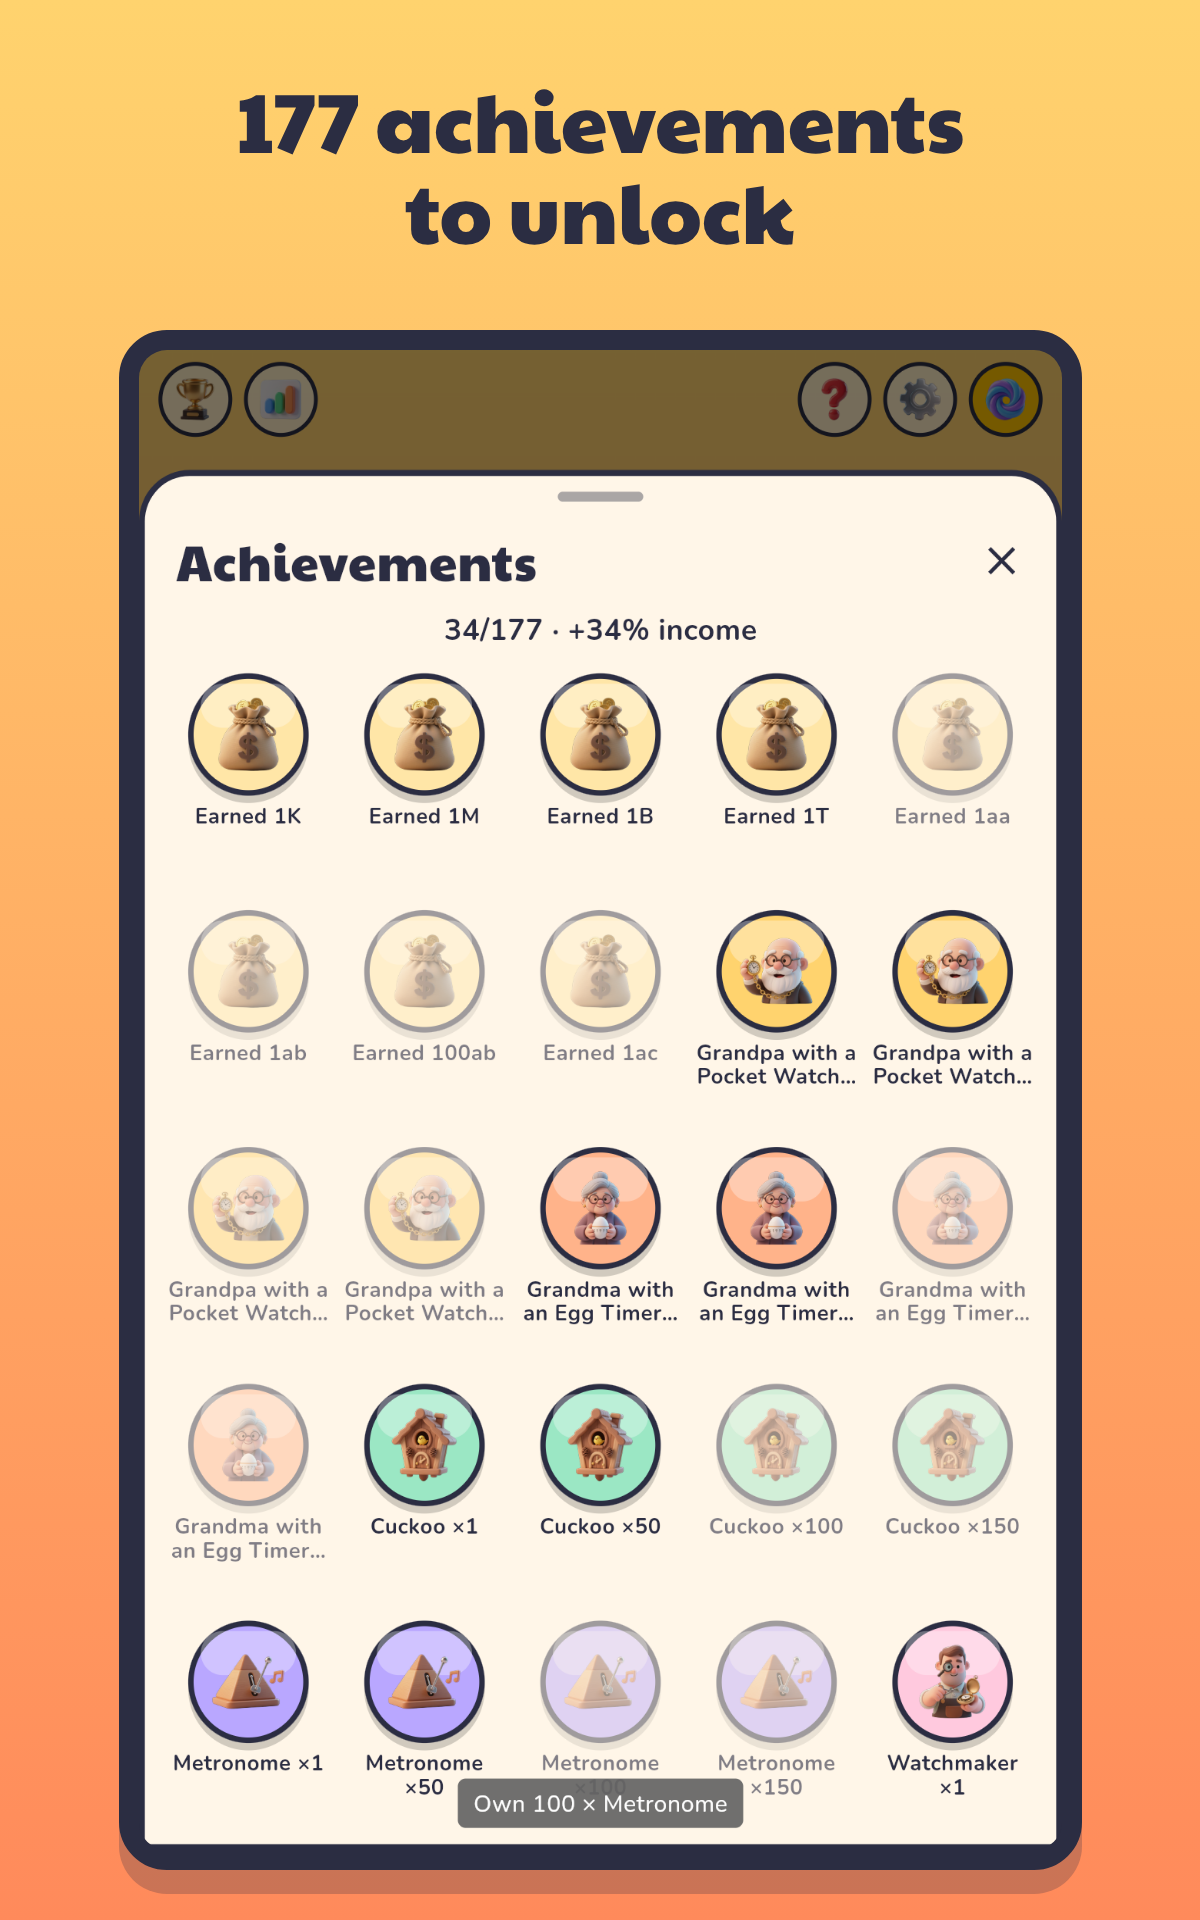 177 achievements
to unlock
Achievements
34/177 · +34% income
Earned 1K
Earned 1M
Earned 1B
Earned 1T
Earned 1aa
Earned 1ab
Earned 100ab
Earned 1ac
Grandpa with a
Pocket Watch...
Grandpa with a
Pocket Watch...
Grandpa with a
Pocket Watch...
Grandpa with a
Pocket Watch...
Grandma with
an Egg Timer...
Grandma with
an Egg Timer...
Grandma with
an Egg Timer...
Grandma with
an Egg Timer...
Cuckoo ×1
Cuckoo ×50
Cuckoo ×100
Cuckoo ×150
Metronome ×1
Metronome
×50
Metronome
×100
Metronome
×150
Watchmaker
×1
Own 100 × Metronome